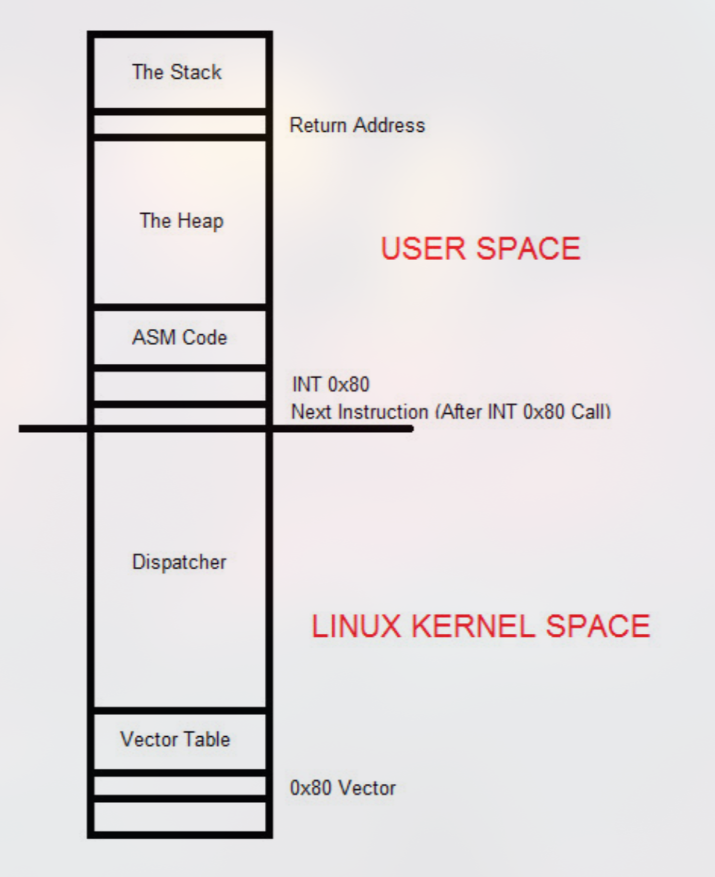 The Stack
Return Address
The Heap
USER SPACE
ASM Code
INT 0x80
Next Instruction (After INT 0x80 Call)
Dispatcher
LINUX KERNEL SPACE
Vector Table
0x80 Vector